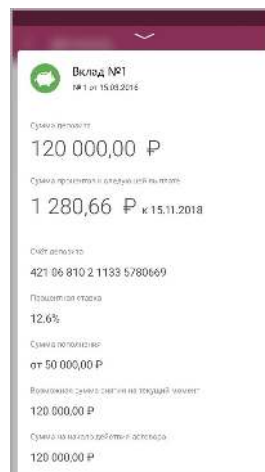 Вклад №1
№ 1 от 15.03.2016
Сумма депозита
120 000,00 ₽
Сумма процентов к следующей выплате
1 280,66 ₽ к 15.11.2018
Счёт депозита
421 06 810 2 1133 5780669
Процентная ставка
12.6%
Сумма пополнения
от 50 000,00 ₽
Возможная сумма снятия на текущий момент
120 000,00 ₽
Сумма на начало действия договора
120 000,00 ₽